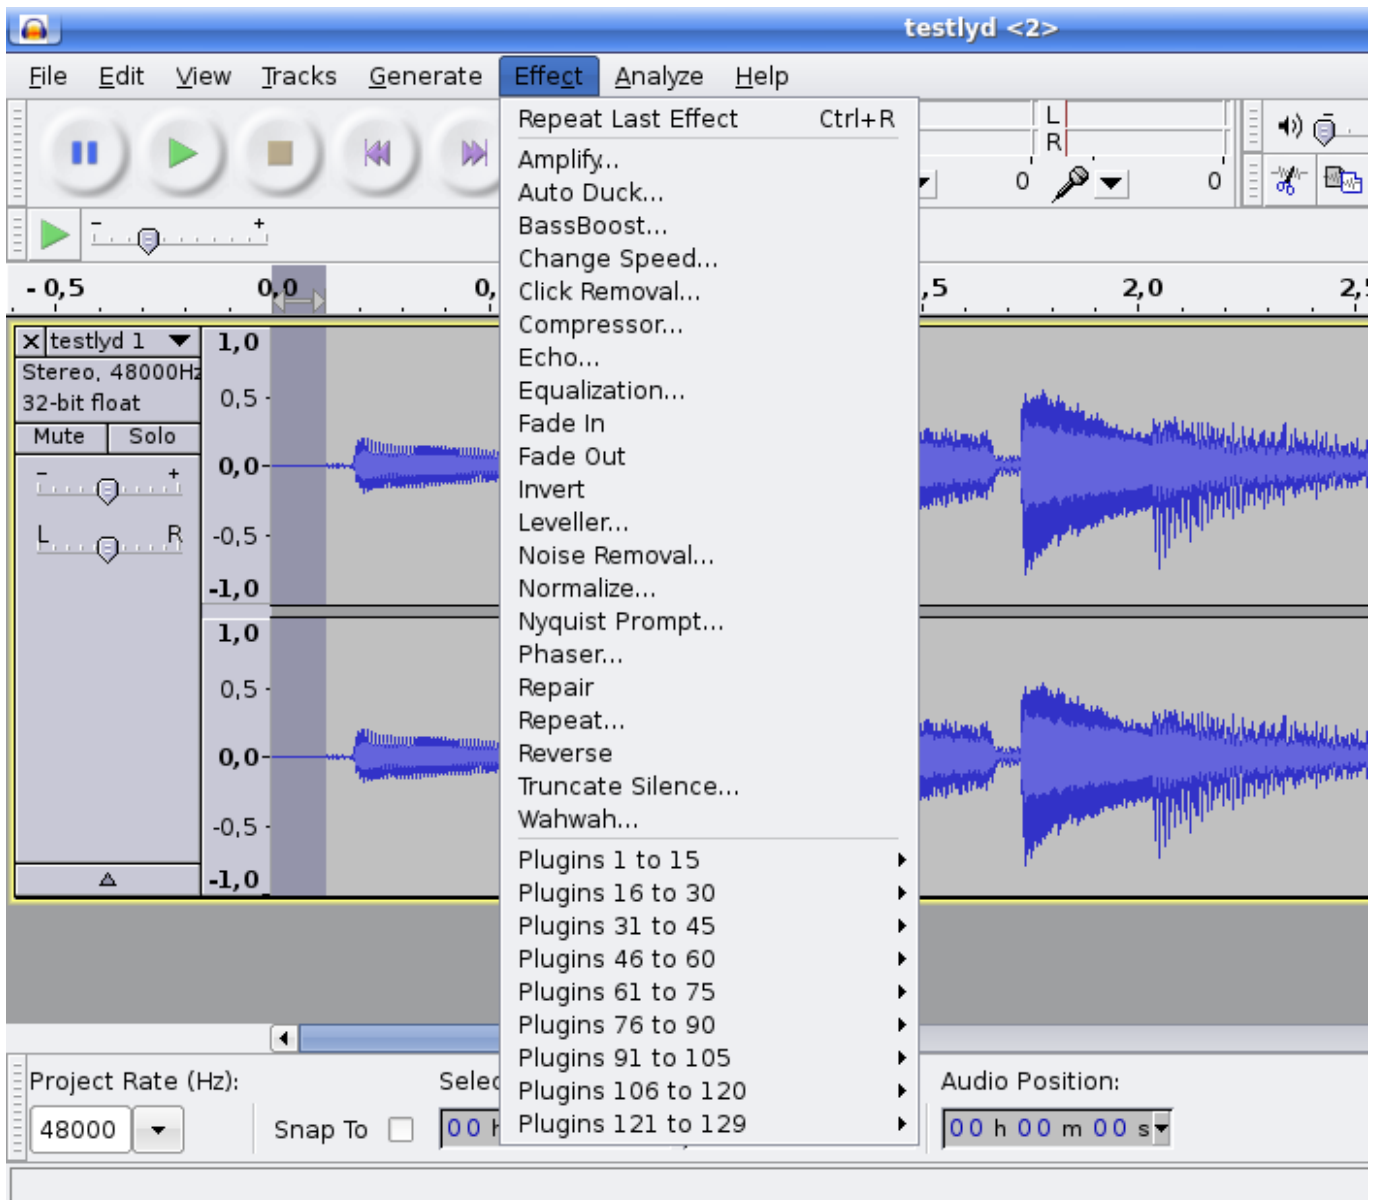 testlyd <2>
File Edit View Tracks Generate Effect Analyze Help
Repeat Last Effect Ctrl+R
L
R
0 0
Amplify...
Auto Duck...
BassBoost...
Change Speed...
Click Removal...
Compressor...
Echo...
Equalization...
Fade In
Fade Out
Invert
Leveller...
Noise Removal...
Normalize...
Nyquist Prompt...
Phaser...
Repair
Repeat...
Reverse
Truncate Silence...
Wahwah...
Plugins 1 to 15
Plugins 16 to 30
Plugins 31 to 45
Plugins 46 to 60
Plugins 61 to 75
Plugins 76 to 90
Plugins 91 to 105
Plugins 106 to 120
Plugins 121 to 129
- +
- 0,5 0,0 0, ,5 2,0 2,
X testlyd 1
Stereo, 48000Hz
32-bit float
Mute Solo
- +
L R
1,0
0,5
0,0
-0,5
-1,0
1,0
0,5
0,0
-0,5
-1,0
Project Rate (Hz):
48000
Snap To
Selec
00 h
Audio Position:
00 h 00 m 00 s